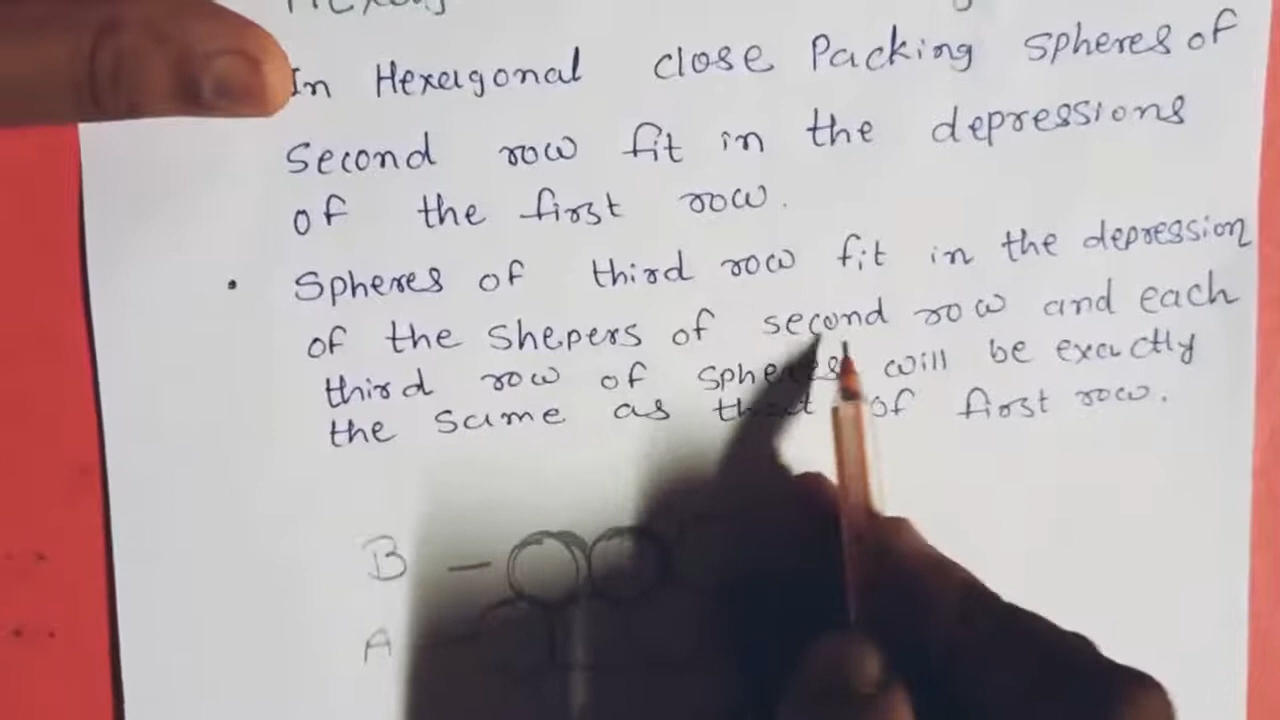 In Hexagonal close Packing spheres of
Second row fit in the depressions
of the first row.
• Spheres of third row fit in the depression
of the shepers of second row and each
third row of spheres will be exactly
the same as that of first row.
B —
A